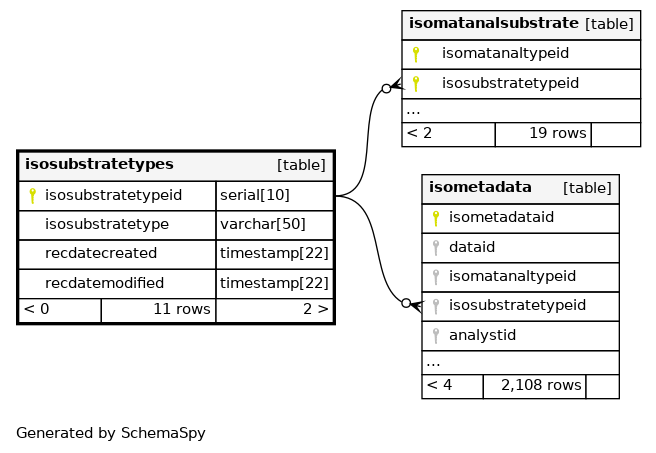 isomatanalsubstrate [table]
isomatanaltypeid
isosubstratetypeid
...
< 2 19 rows
isosubstratetypes [table]
isosubstratetypeid serial[10]
isosubstratetype varchar[50]
recdatecreated timestamp[22]
recdatemodified timestamp[22]
< 0 11 rows 2 >
isometadata [table]
isometadataid
dataid
isomatanaltypeid
isosubstratetypeid
analystid
...
< 4 2,108 rows
Generated by SchemaSpy